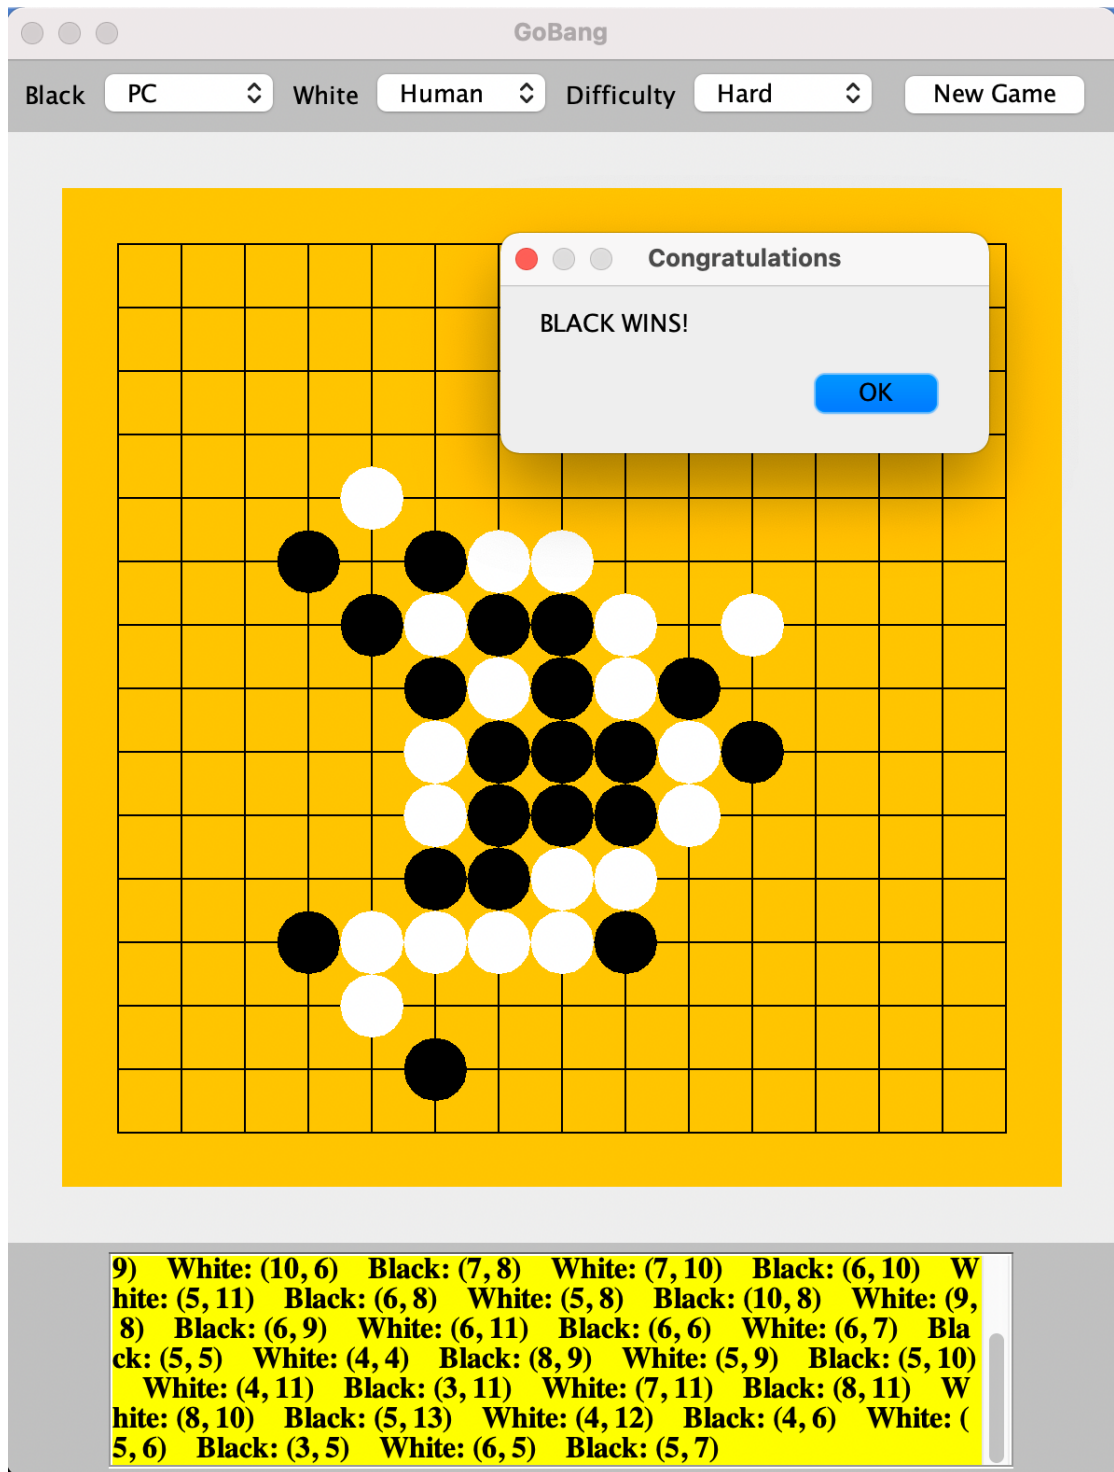 GoBang
Black PC White Human Difficulty Hard New Game
Congratulations
BLACK WINS!
OK
9) White: (10, 6) Black: (7, 8) White: (7, 10) Black: (6, 10) W
hite: (5, 11) Black: (6, 8) White: (5, 8) Black: (10, 8) White: (9,
8) Black: (6, 9) White: (6, 11) Black: (6, 6) White: (6, 7) Bla
ck: (5, 5) White: (4, 4) Black: (8, 9) White: (5, 9) Black: (5, 10)
White: (4, 11) Black: (3, 11) White: (7, 11) Black: (8, 11) W
hite: (8, 10) Black: (5, 13) White: (4, 12) Black: (4, 6) White: (
5, 6) Black: (3, 5) White: (6, 5) Black: (5, 7)